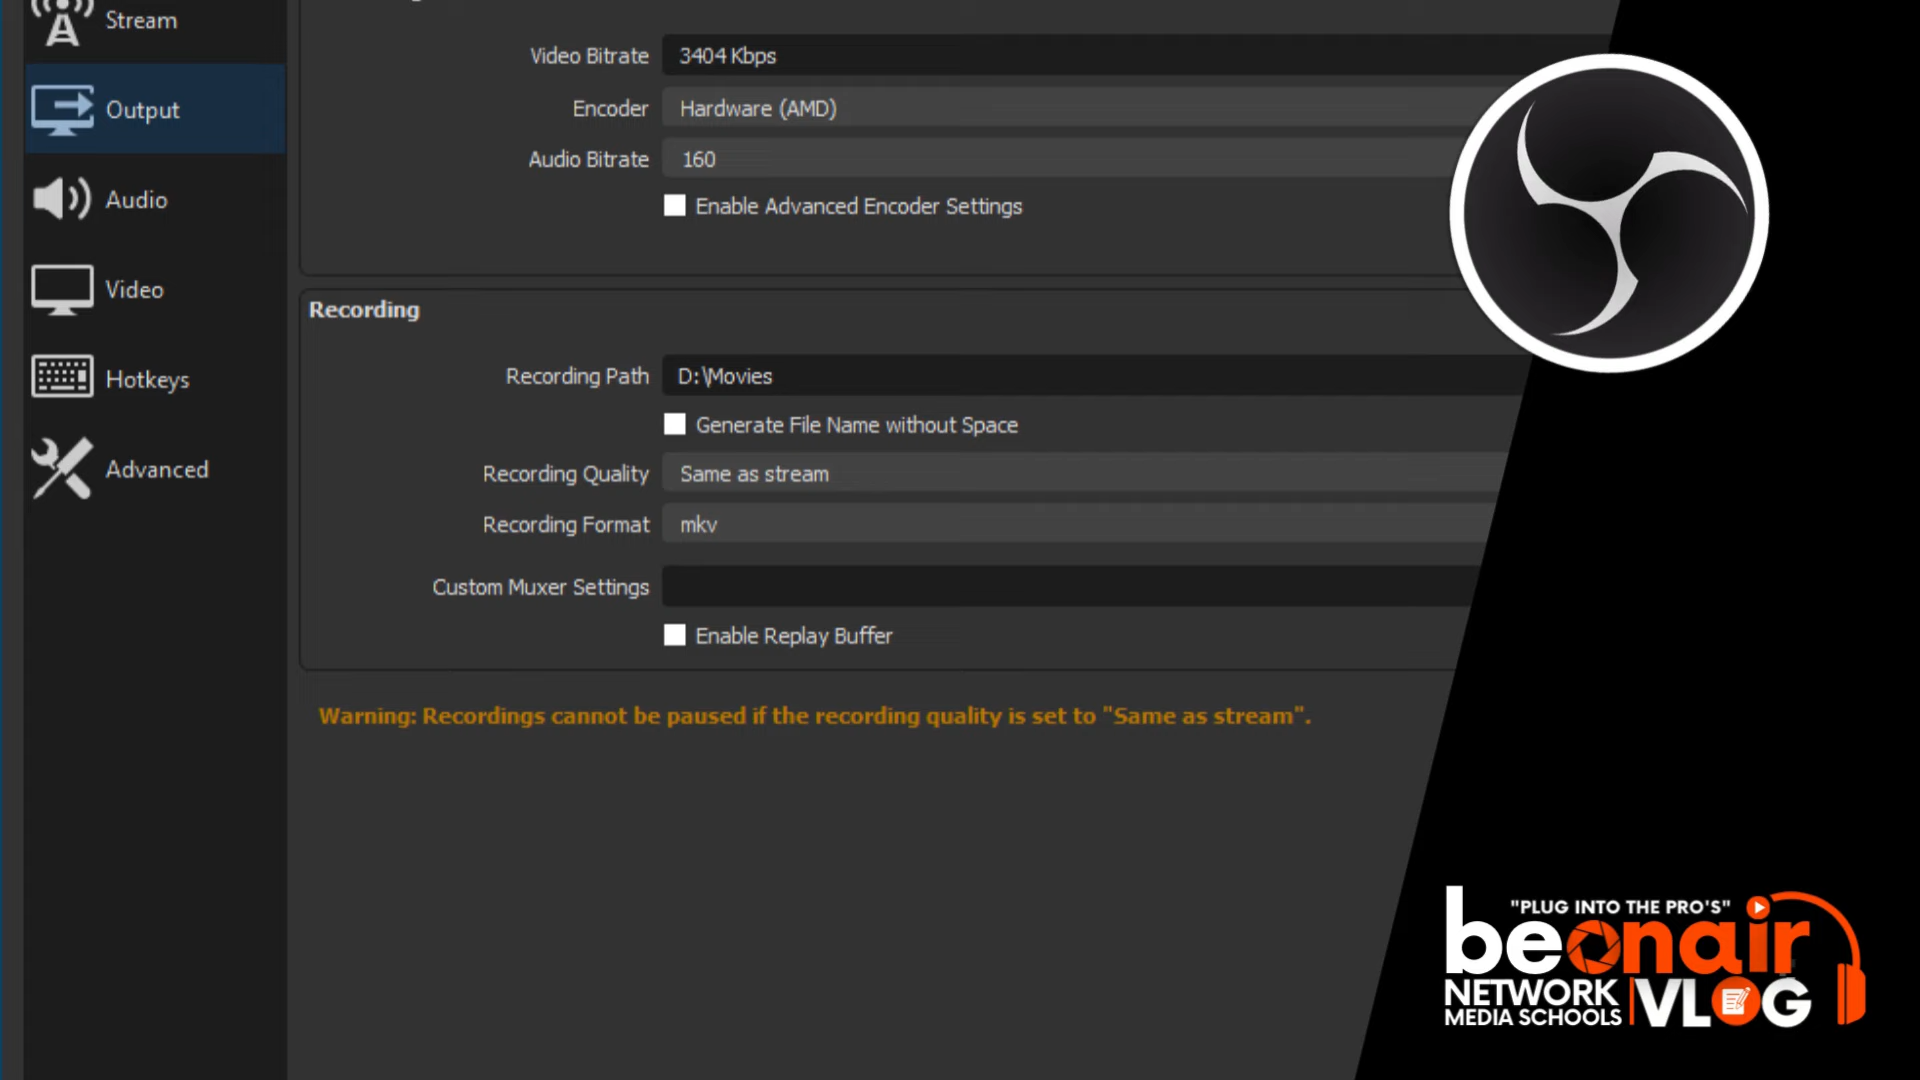 Stream
Output
Audio
Video
Hotkeys
Advanced
Video Bitrate 3404 Kbps
Encoder Hardware (AMD)
Audio Bitrate 160
Enable Advanced Encoder Settings
Recording
Recording Path D:\Movies
Generate File Name without Space
Recording Quality Same as stream
Recording Format mkv
Custom Muxer Settings
Enable Replay Buffer
Warning: Recordings cannot be paused if the recording quality is set to "Same as stream".
"PLUG INTO THE PRO'S"
beonair
NETWORK VLOG
MEDIA SCHOOLS